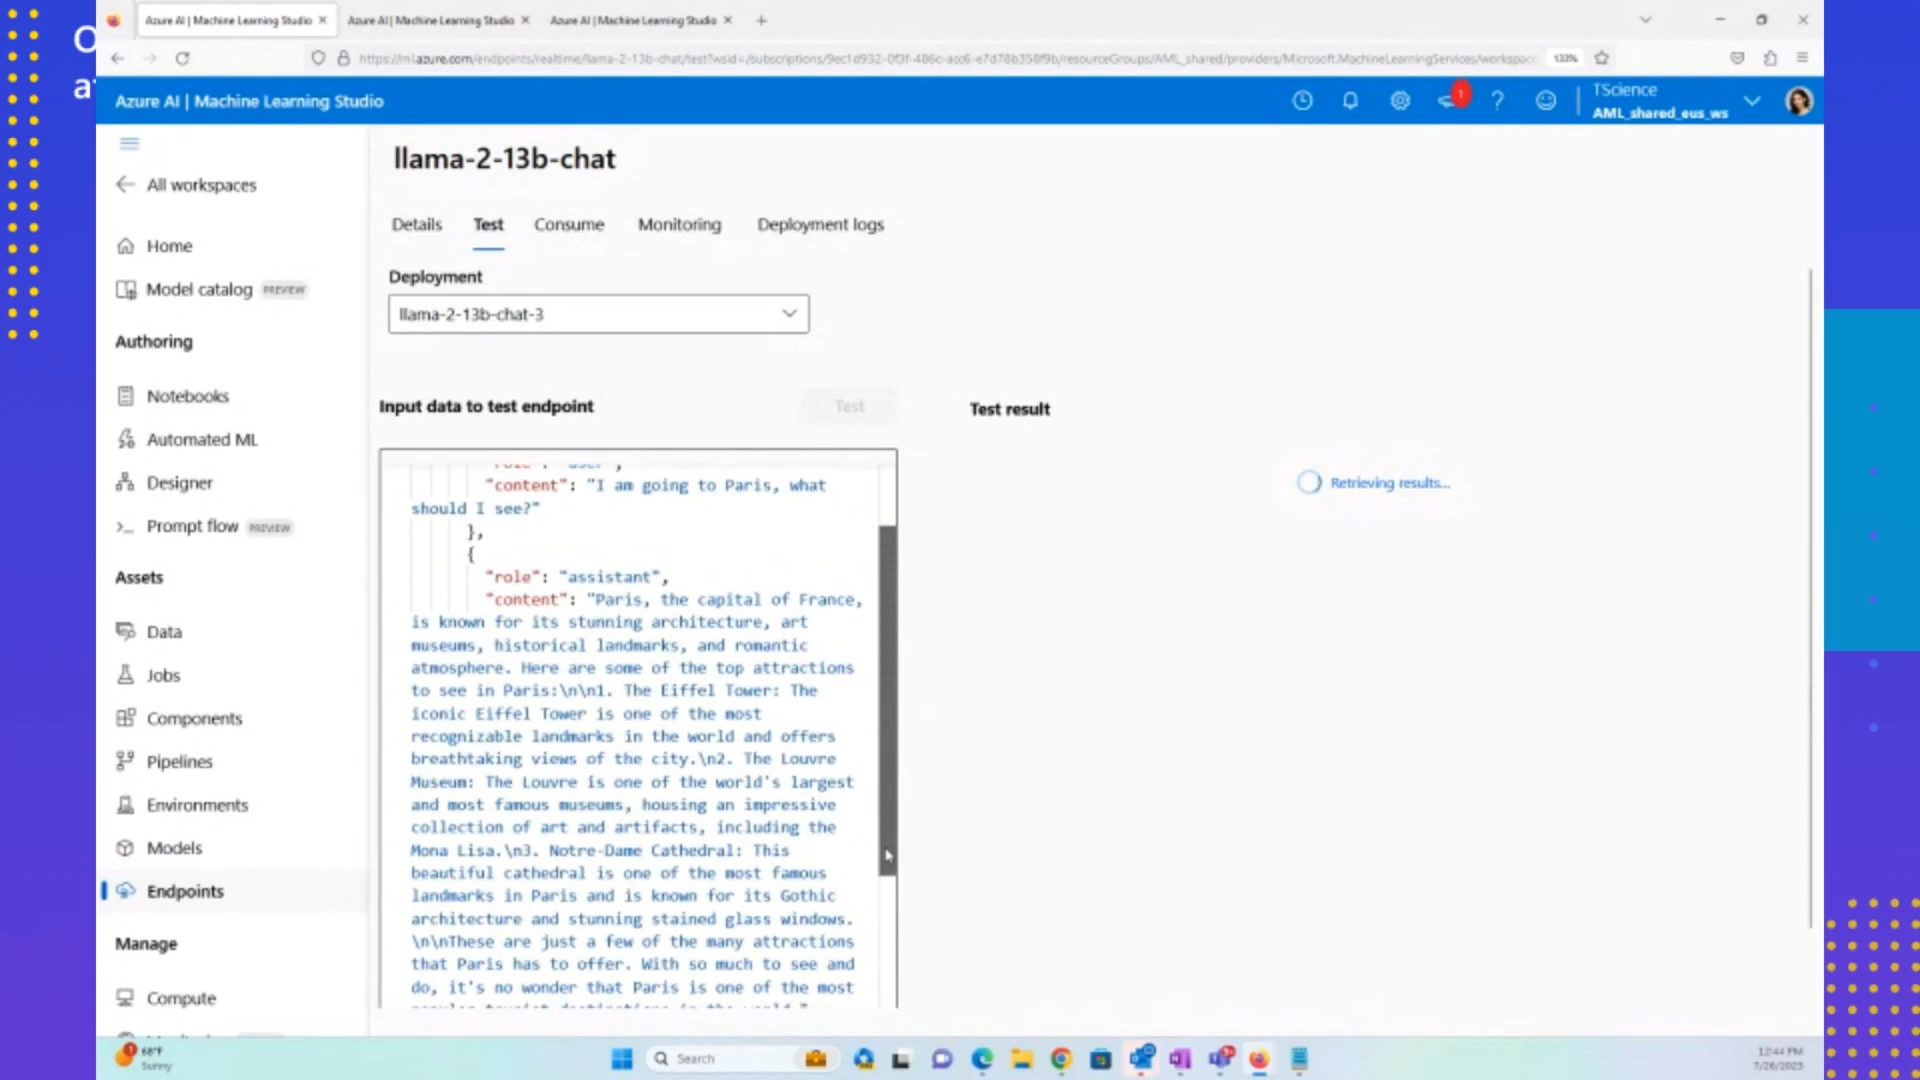 O
a
Azure AI | Machine Learning Studio
Azure AI | Machine Learning Studio
Azure AI | Machine Learning Studio
133%
Azure AI | Machine Learning Studio
1
TScience
AML_shared_eus_ws
All workspaces
Home
Model catalog PREVIEW
Authoring
Notebooks
Automated ML
Designer
Prompt flow PREVIEW
Assets
Data
Jobs
Components
Pipelines
Environments
Models
Endpoints
Manage
Compute
llama-2-13b-chat
Details
Test
Consume
Monitoring
Deployment logs
Deployment
llama-2-13b-chat-3
Input data to test endpoint
Test
"content": "I am going to Paris, what
should I see?"
},
{
"role": "assistant",
"content": "Paris, the capital of France,
is known for its stunning architecture, art
museums, historical landmarks, and romantic
atmosphere. Here are some of the top attractions
to see in Paris:\n\n1. The Eiffel Tower: The
iconic Eiffel Tower is one of the most
recognizable landmarks in the world and offers
breathtaking views of the city.\n2. The Louvre
Museum: The Louvre is one of the world's largest
and most famous museums, housing an impressive
collection of art and artifacts, including the
Mona Lisa.\n3. Notre-Dame Cathedral: This
beautiful cathedral is one of the most famous
landmarks in Paris and is known for its Gothic
architecture and stunning stained glass windows.
\n\nThese are just a few of the many attractions
that Paris has to offer. With so much to see and
do, it's no wonder that Paris is one of the most
Test result
Retrieving results...
1
68°F
Sunny
Search
12:44 PM
7/26/2023